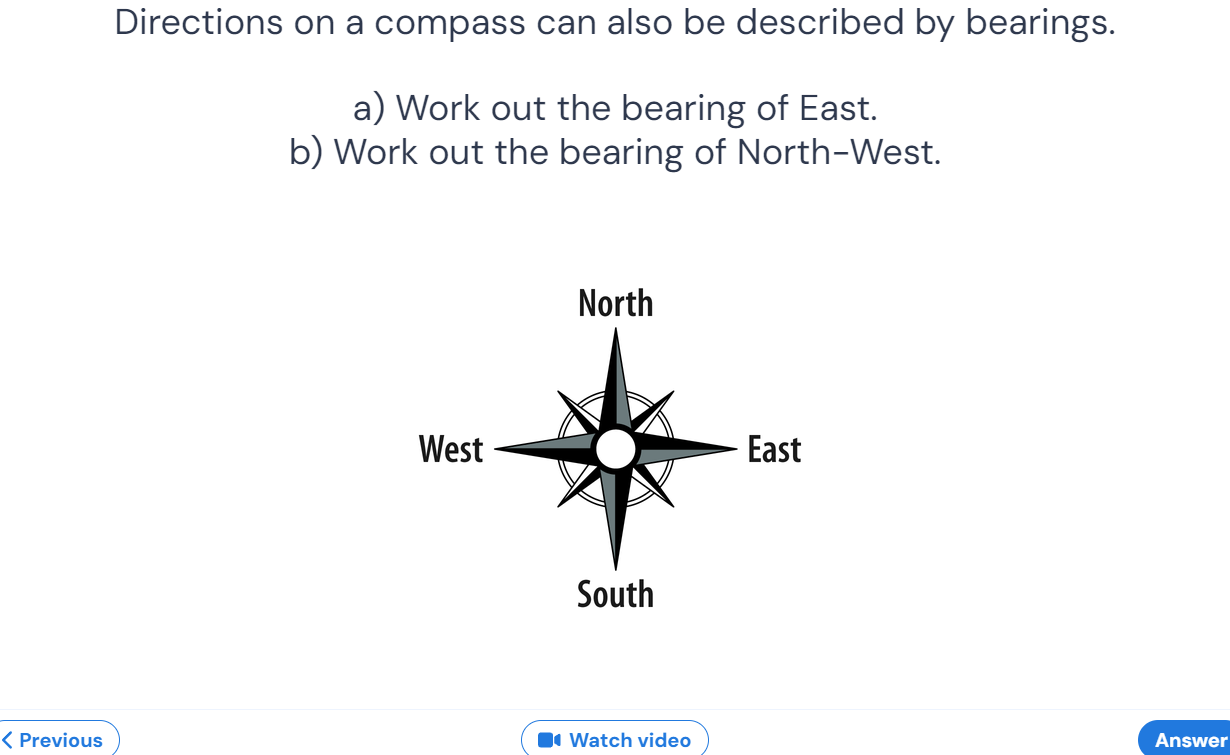 Directions on a compass can also be described by bearings.
a) Work out the bearing of East.
b) Work out the bearing of North-West.
North
West
East
South
Previous
Watch video
Answer